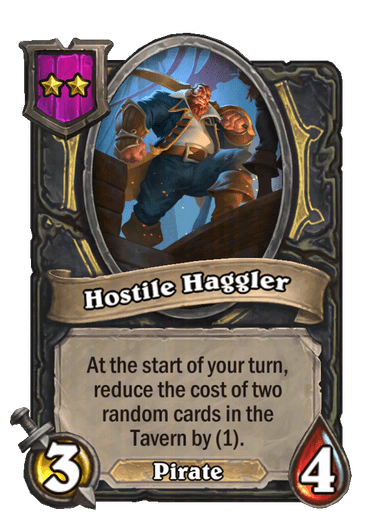 Hostile Haggler
At the start of your turn,
reduce the cost of two
random cards in the
Tavern by (1).
3
Pirate
4